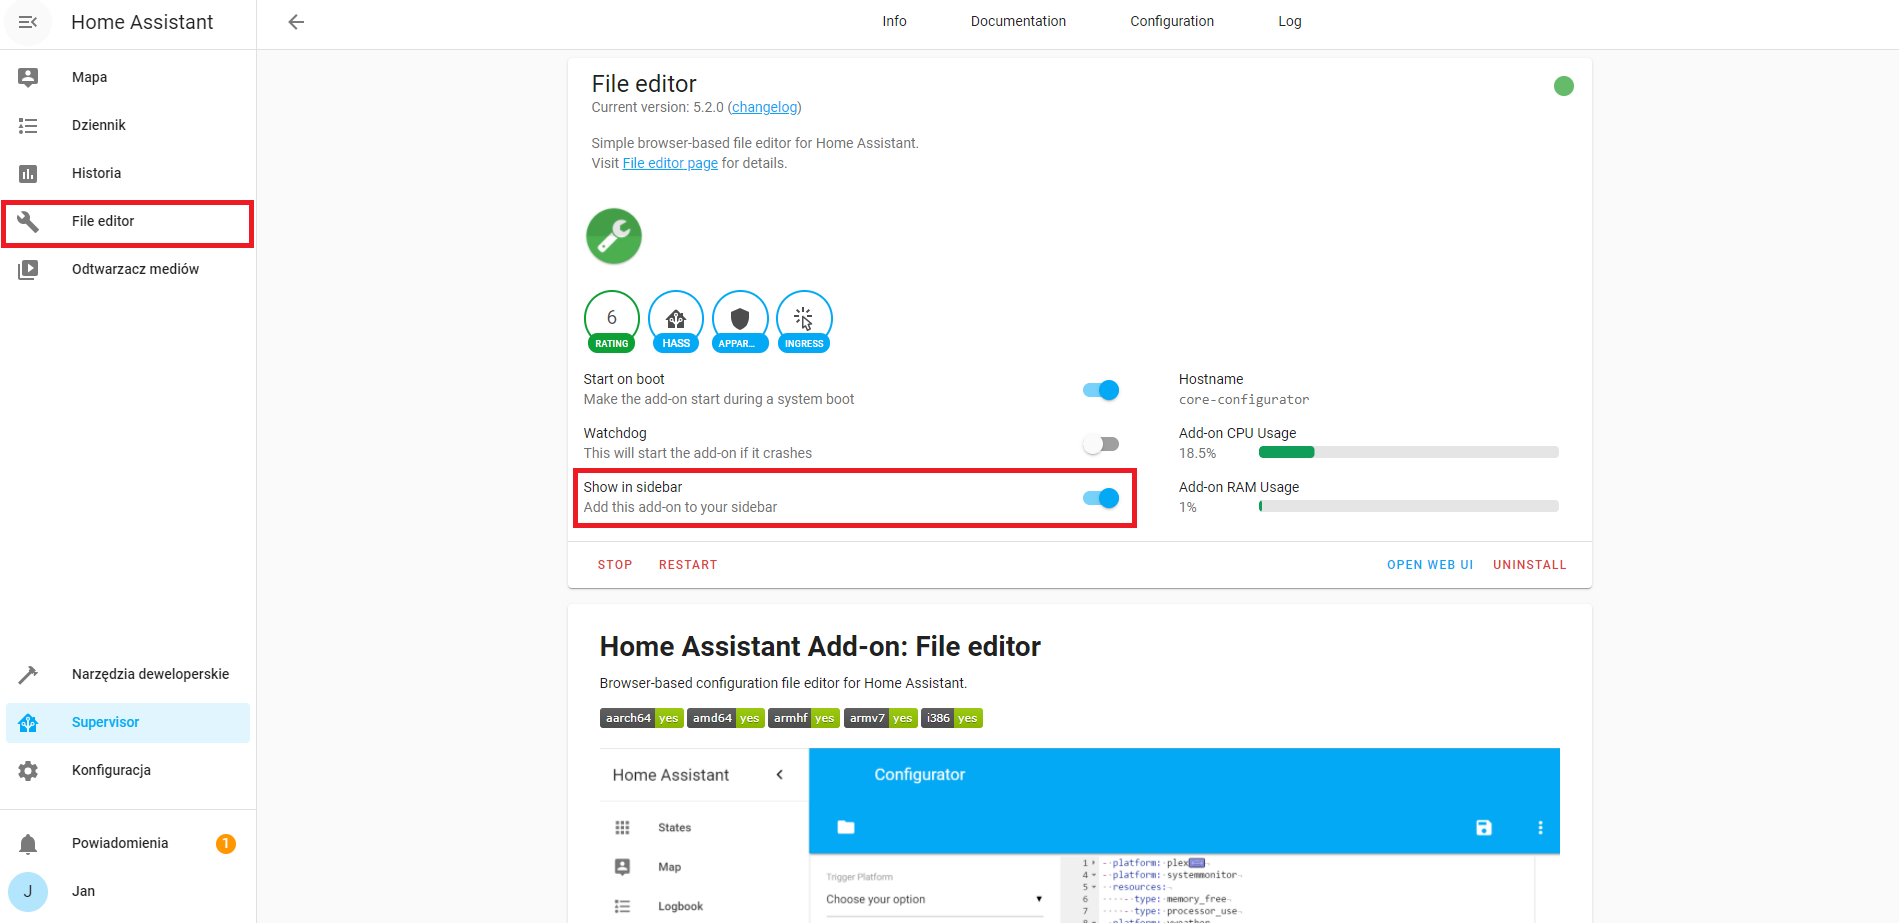 Home Assistant
Info
Documentation
Configuration
Log
Mapa
Dziennik
Historia
File editor
Odtwarzacz mediów
Narzędzia deweloperskie
Supervisor
Konfiguracja
Powiadomienia
1
J
Jan
File editor
Current version: 5.2.0 (changelog)
Simple browser-based file editor for Home Assistant.
Visit File editor page for details.
6
RATING
HASS
APPAR...
INGRESS
Start on boot
Make the add-on start during a system boot
Watchdog
This will start the add-on if it crashes
Show in sidebar
Add this add-on to your sidebar
Hostname
core-configurator
Add-on CPU Usage
18.5%
Add-on RAM Usage
1%
STOP
RESTART
OPEN WEB UI
UNINSTALL
Home Assistant Add-on: File editor
Browser-based configuration file editor for Home Assistant.
aarch64 yes
amd64 yes
armhf yes
armv7 yes
i386 yes
Home Assistant
Configurator
States
Map
Logbook
Trigger Platform
Choose your option
1 - platform: plex
4 - platform: systemmonitor
5 resources:
6 - type: memory_free
7 - type: processor_use